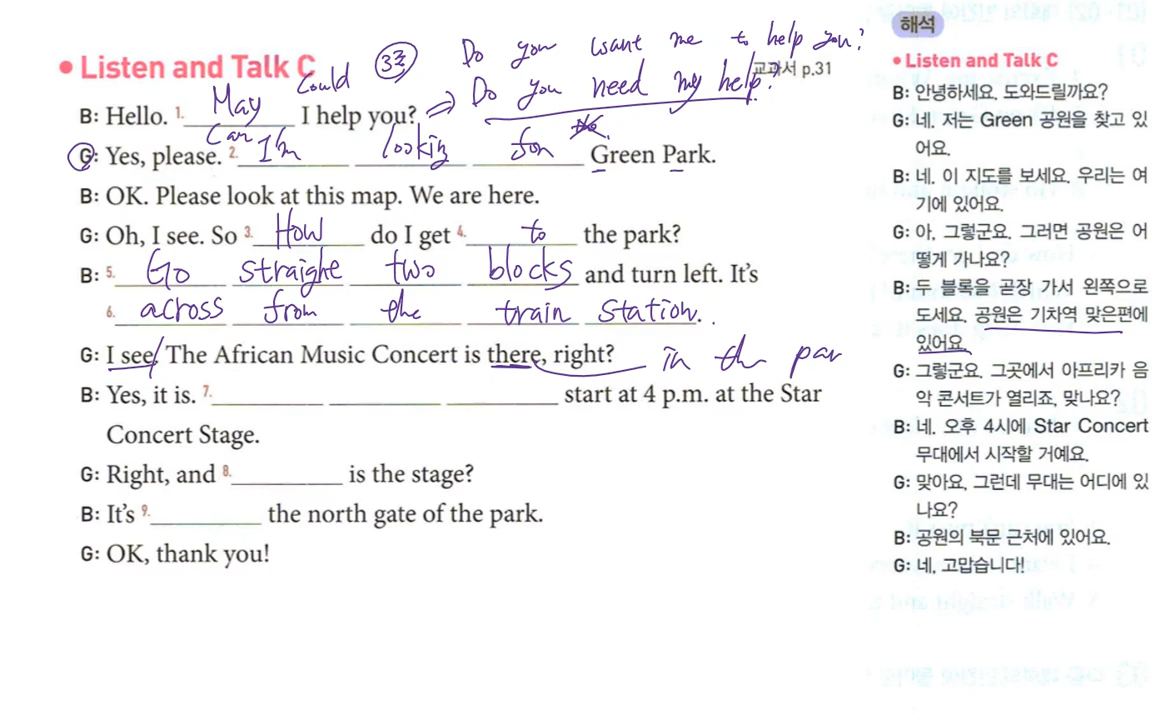 해석
• Listen and Talk C
Could 3중 Do you want me to help you?
May ⇒ Do you need my help? 교과서 p.31
B: Hello. 1. ________ I help you?
Can I'm looking for
G: Yes, please. 2. ________ ________ ________ Green Park.
B: OK. Please look at this map. We are here.
G: Oh, I see. So 3. How do I get 4. to the park?
B: 5. Go straight two blocks and turn left. It's
6. across from the train station.
G: I see/ The African Music Concert is there, right? in the par
B: Yes, it is. 7. ________ ________ ________ start at 4 p.m. at the Star
Concert Stage.
G: Right, and 8. ________ is the stage?
B: It's 9. ________ the north gate of the park.
G: OK, thank you!
• Listen and Talk C
B: 안녕하세요, 도와드릴까요?
G: 네. 저는 Green 공원을 찾고 있
어요.
B: 네. 이 지도를 보세요. 우리는 여
기에 있어요.
G: 아, 그렇군요. 그러면 공원은 어
떻게 가나요?
B: 두 블록을 곧장 가서 왼쪽으로
도세요. 공원은 기차역 맞은편에
있어요.
G: 그렇군요. 그곳에서 아프리카 음
악 콘서트가 열리죠, 맞나요?
B: 네. 오후 4시에 Star Concert
무대에서 시작할 거예요.
G: 맞아요, 그런데 무대는 어디에 있
나요?
B: 공원의 북문 근처에 있어요.
G: 네, 고맙습니다!